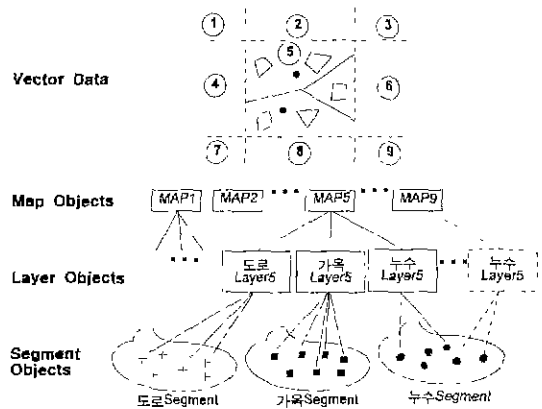 1 2 3
5
Vector Data 4 6
7 8 9
Map Objects MAP1 MAP2 MAP5 MAP9
Layer Objects 도로 Layer5 가옥 Layer5 누수 Layer5 누수 Layer5
Segment Objects
도로Segment 가옥Segment 누수Segment